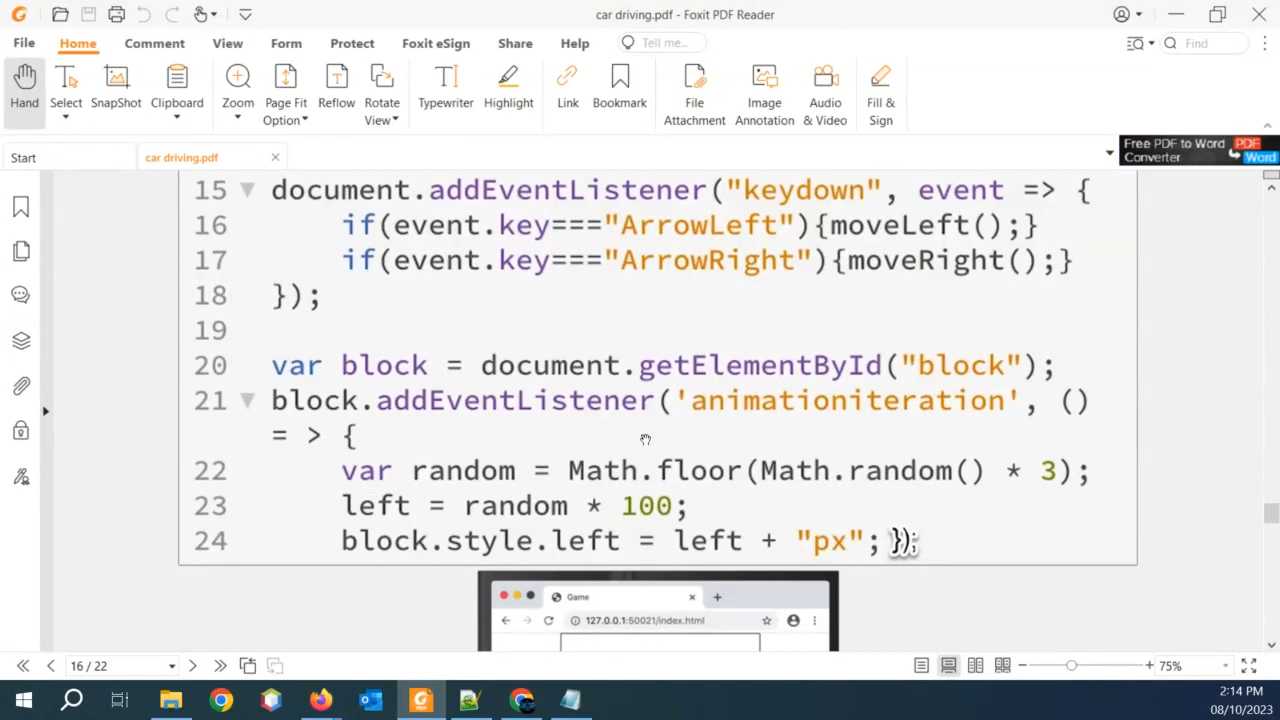 car driving.pdf - Foxit PDF Reader
File Home Comment View Form Protect Foxit eSign Share Help Tell me... Find
Hand Select SnapShot Clipboard Zoom Page Fit Option Reflow Rotate View Typewriter Highlight Link Bookmark File Attachment Image Annotation Audio & Video Fill & Sign
Start car driving.pdf
Free PDF to Word Converter PDF Word
15 document.addEventListener("keydown", event => {
16 if(event.key==="ArrowLeft"){moveLeft();}
17 if(event.key==="ArrowRight"){moveRight();}
18 });
19
20 var block = document.getElementById("block");
21 block.addEventListener('animationiteration', ()
= > {
22 var random = Math.floor(Math.random() * 3);
23 left = random * 100;
24 block.style.left = left + "px"; });
Game
127.0.0.1:50021/index.html
16 / 22 75%
2:14 PM
08/10/2023